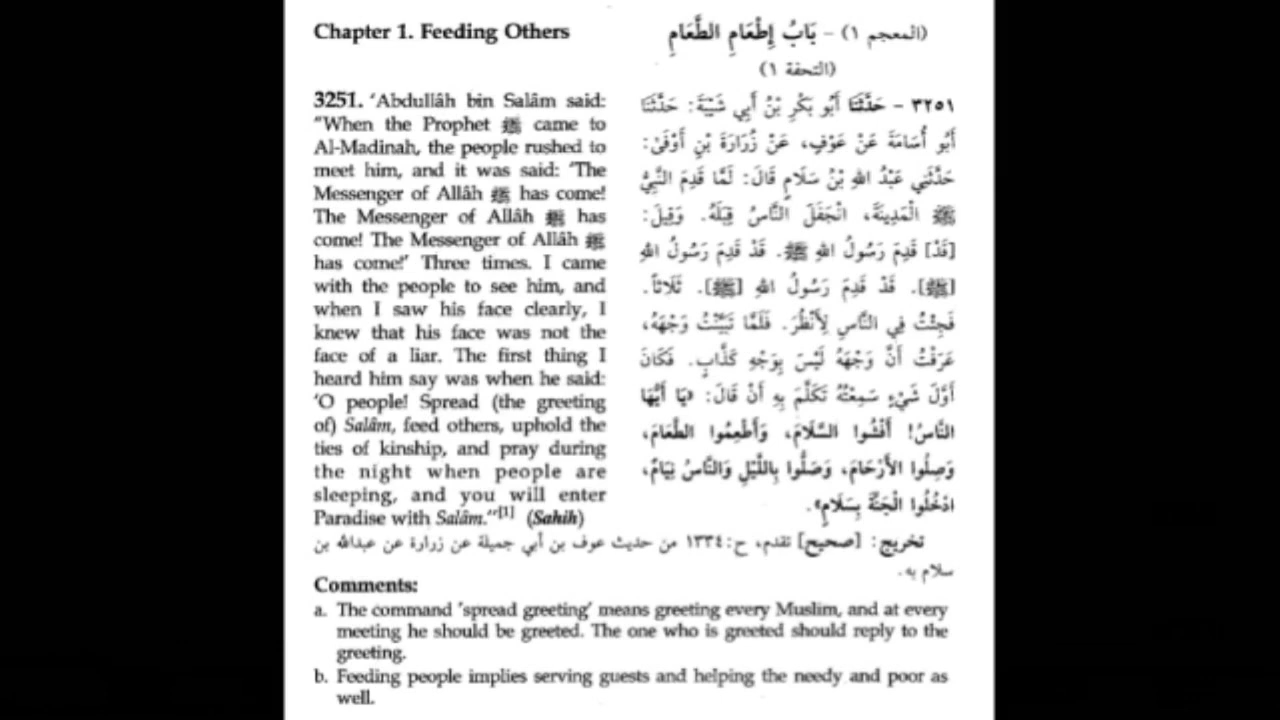 Chapter 1. Feeding Others
(المعجم ١) - بَابُ إِطْعَامِ الطَّعَامِ
(التحفة ١)
3251. 'Abdullâh bin Salâm said:
"When the Prophet ﷺ came to
Al-Madinah, the people rushed to
meet him, and it was said: 'The
Messenger of Allâh ﷺ has come!
The Messenger of Allâh ﷺ has
come! The Messenger of Allâh ﷺ
has come!' Three times. I came
with the people to see him, and
when I saw his face clearly, I
knew that his face was not the
face of a liar. The first thing I
heard him say was when he said:
'O people! Spread (the greeting
of) Salâm, feed others, uphold the
ties of kinship, and pray during
the night when people are
sleeping, and you will enter
Paradise with Salâm.'"[1] (Sahih)
٣٢٥١ - حَدَّثَنَا أَبُو بَكْرِ بْنُ أَبِي شَيْبَةَ: حَدَّثَنَا
أَبُو أُسَامَةَ عَنْ عَوْفٍ، عَنْ زُرَارَةَ بْنِ أَوْفَىٰ:
حَدَّثَنِي عَبْدُ اللهِ بْنُ سَلَامٍ قَالَ: لَمَّا قَدِمَ النَّبِيُّ
ﷺ الْمَدِينَةَ، انْجَفَلَ النَّاسُ قِبَلَهُ. وَقِيلَ:
[قَدْ] قَدِمَ رَسُولُ اللهِ ﷺ. قَدْ قَدِمَ رَسُولُ اللهِ
[ﷺ]. قَدْ قَدِمَ رَسُولُ اللهِ [ﷺ]. ثَلَاثاً.
فَجِئْتُ فِي النَّاسِ لِأَنْظُرَ. فَلَمَّا تَبَيَّنْتُ وَجْهَهُ،
عَرَفْتُ أَنَّ وَجْهَهُ لَيْسَ بِوَجْهِ كَذَّابٍ. فَكَانَ
أَوَّلَ شَيْءٍ سَمِعْتُهُ تَكَلَّمَ بِهِ أَنْ قَالَ: «يَا أَيُّهَا
النَّاسُ! أَفْشُوا السَّلَامَ، وَأَطْعِمُوا الطَّعَامَ،
وَصِلُوا الأَرْحَامَ، وَصَلُّوا بِاللَّيْلِ وَالنَّاسُ نِيَامٌ،
ادْخُلُوا الْجَنَّةَ بِسَلَامٍ».
تخريج: [صحيح] تقدم، ح:١٣٣٤ من حديث عوف بن أبي جميلة عن زرارة عن عبدالله بن
سلام به.
Comments:
a. The command 'spread greeting' means greeting every Muslim, and at every
meeting he should be greeted. The one who is greeted should reply to the
greeting.
b. Feeding people implies serving guests and helping the needy and poor as
well.